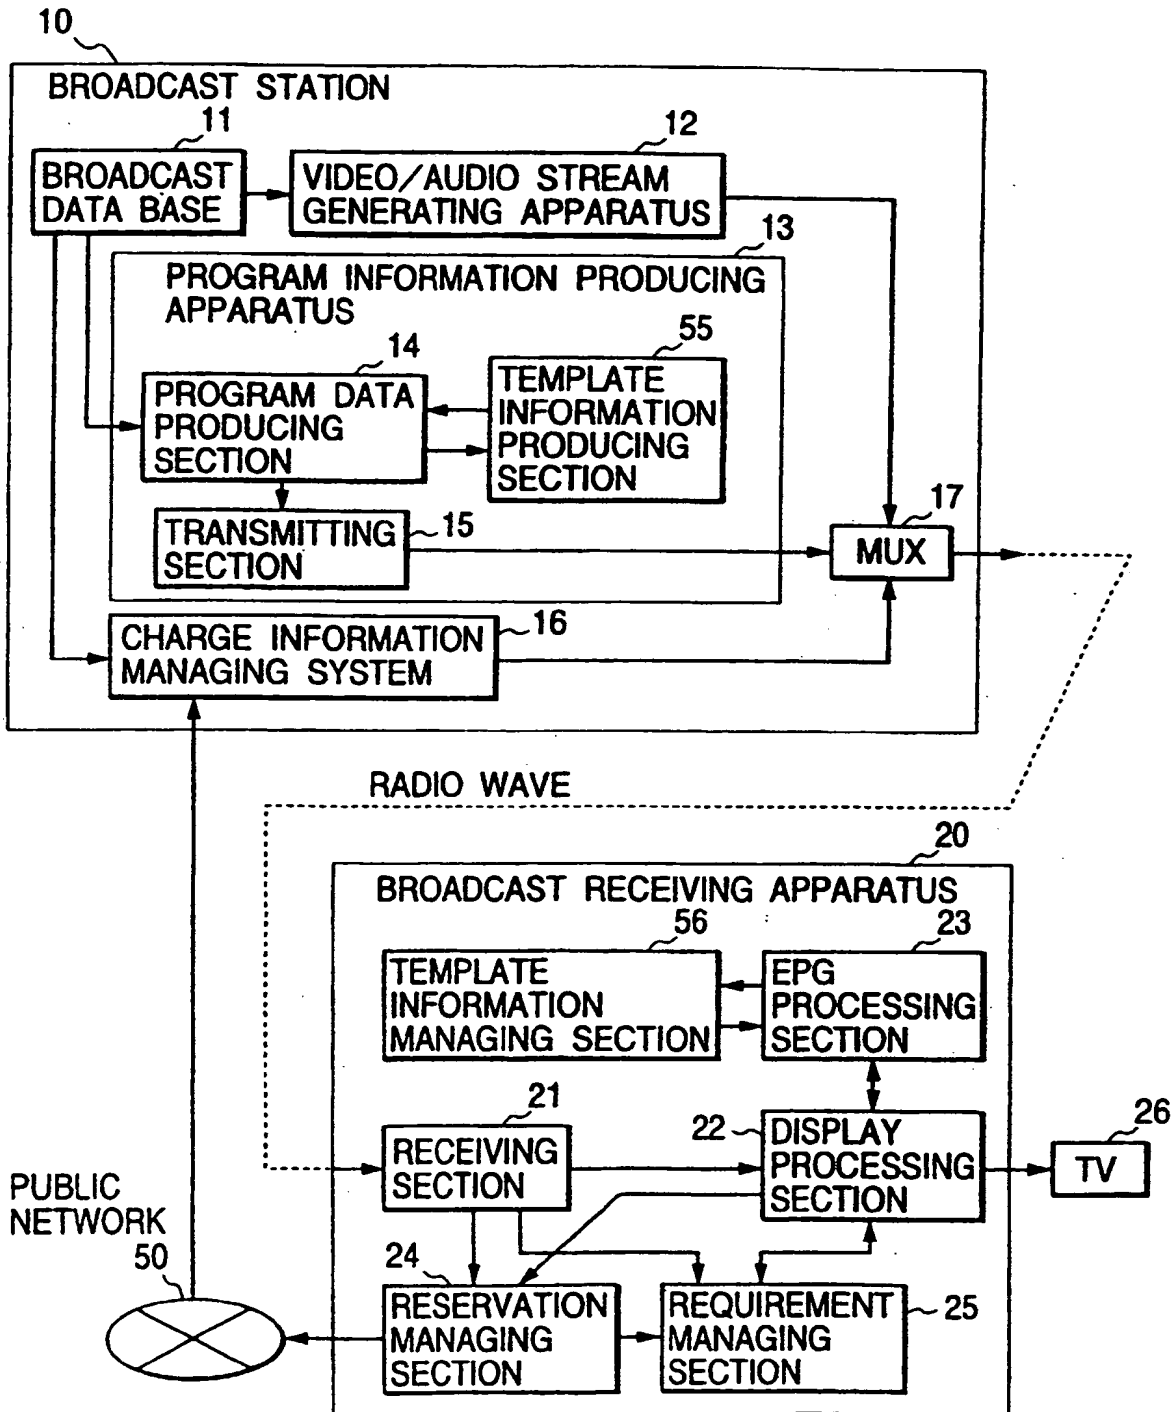 10
BROADCAST STATION
11
BROADCAST
DATA BASE
12
VIDEO/AUDIO STREAM
GENERATING APPARATUS
13
PROGRAM INFORMATION PRODUCING
APPARATUS
14
PROGRAM DATA
PRODUCING
SECTION
55
TEMPLATE
INFORMATION
PRODUCING
SECTION
TRANSMITTING
SECTION
15
17
MUX
CHARGE INFORMATION
MANAGING SYSTEM
16
RADIO WAVE
20
BROADCAST RECEIVING APPARATUS
56
TEMPLATE
INFORMATION
MANAGING SECTION
23
EPG
PROCESSING
SECTION
21
RECEIVING
SECTION
22
DISPLAY
PROCESSING
SECTION
26
TV
PUBLIC
NETWORK
50
24
RESERVATION
MANAGING
SECTION
REQUIREMENT
MANAGING
SECTION
25